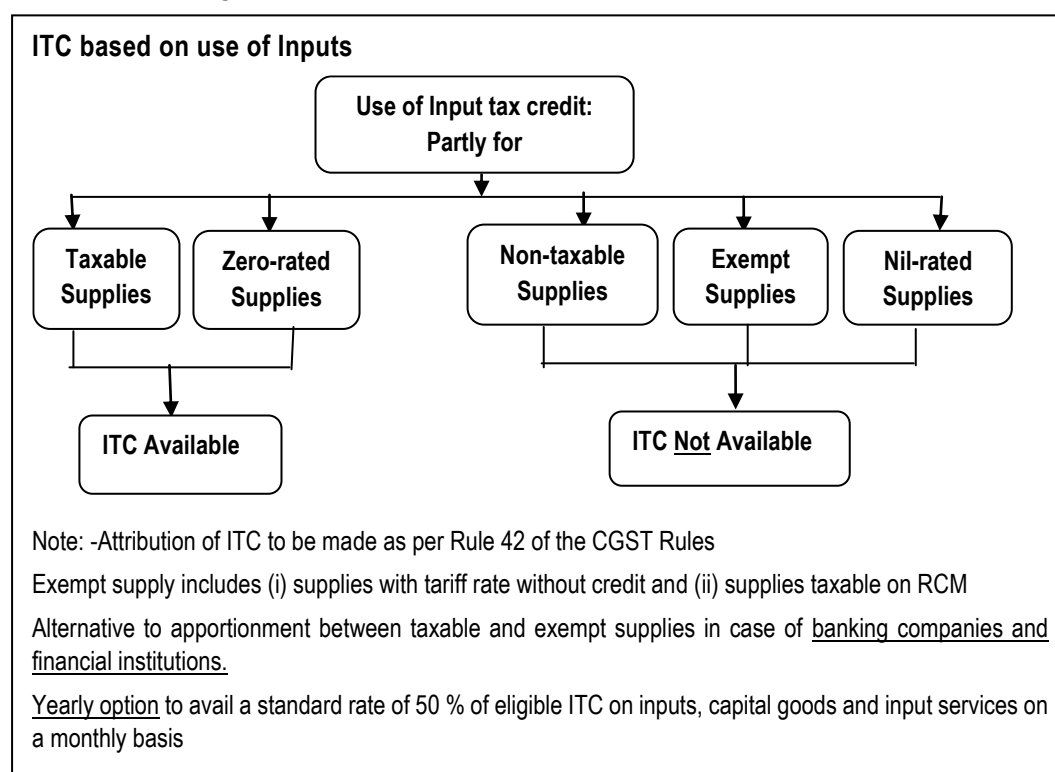 ITC based on use of Inputs
Use of Input tax credit:
Partly for
Taxable
Supplies
Zero-rated
Supplies
Non-taxable
Supplies
Exempt
Supplies
Nil-rated
Supplies
ITC Available
ITC Not Available
Note: -Attribution of ITC to be made as per Rule 42 of the CGST Rules
Exempt supply includes (i) supplies with tariff rate without credit and (ii) supplies taxable on RCM
Alternative to apportionment between taxable and exempt supplies in case of banking companies and
financial institutions.
Yearly option to avail a standard rate of 50 % of eligible ITC on inputs, capital goods and input services on
a monthly basis